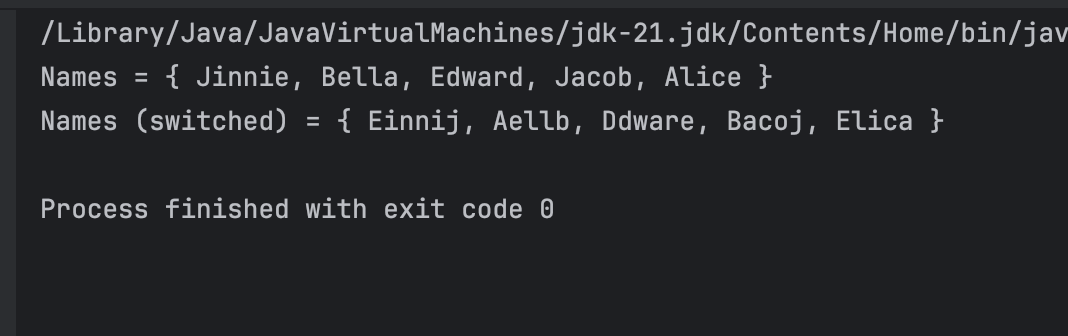 /Library/Java/JavaVirtualMachines/jdk-21.jdk/Contents/Home/bin/jav
Names = { Jinnie, Bella, Edward, Jacob, Alice }
Names (switched) = { Einnij, Aellb, Ddware, Bacoj, Elica }
Process finished with exit code 0